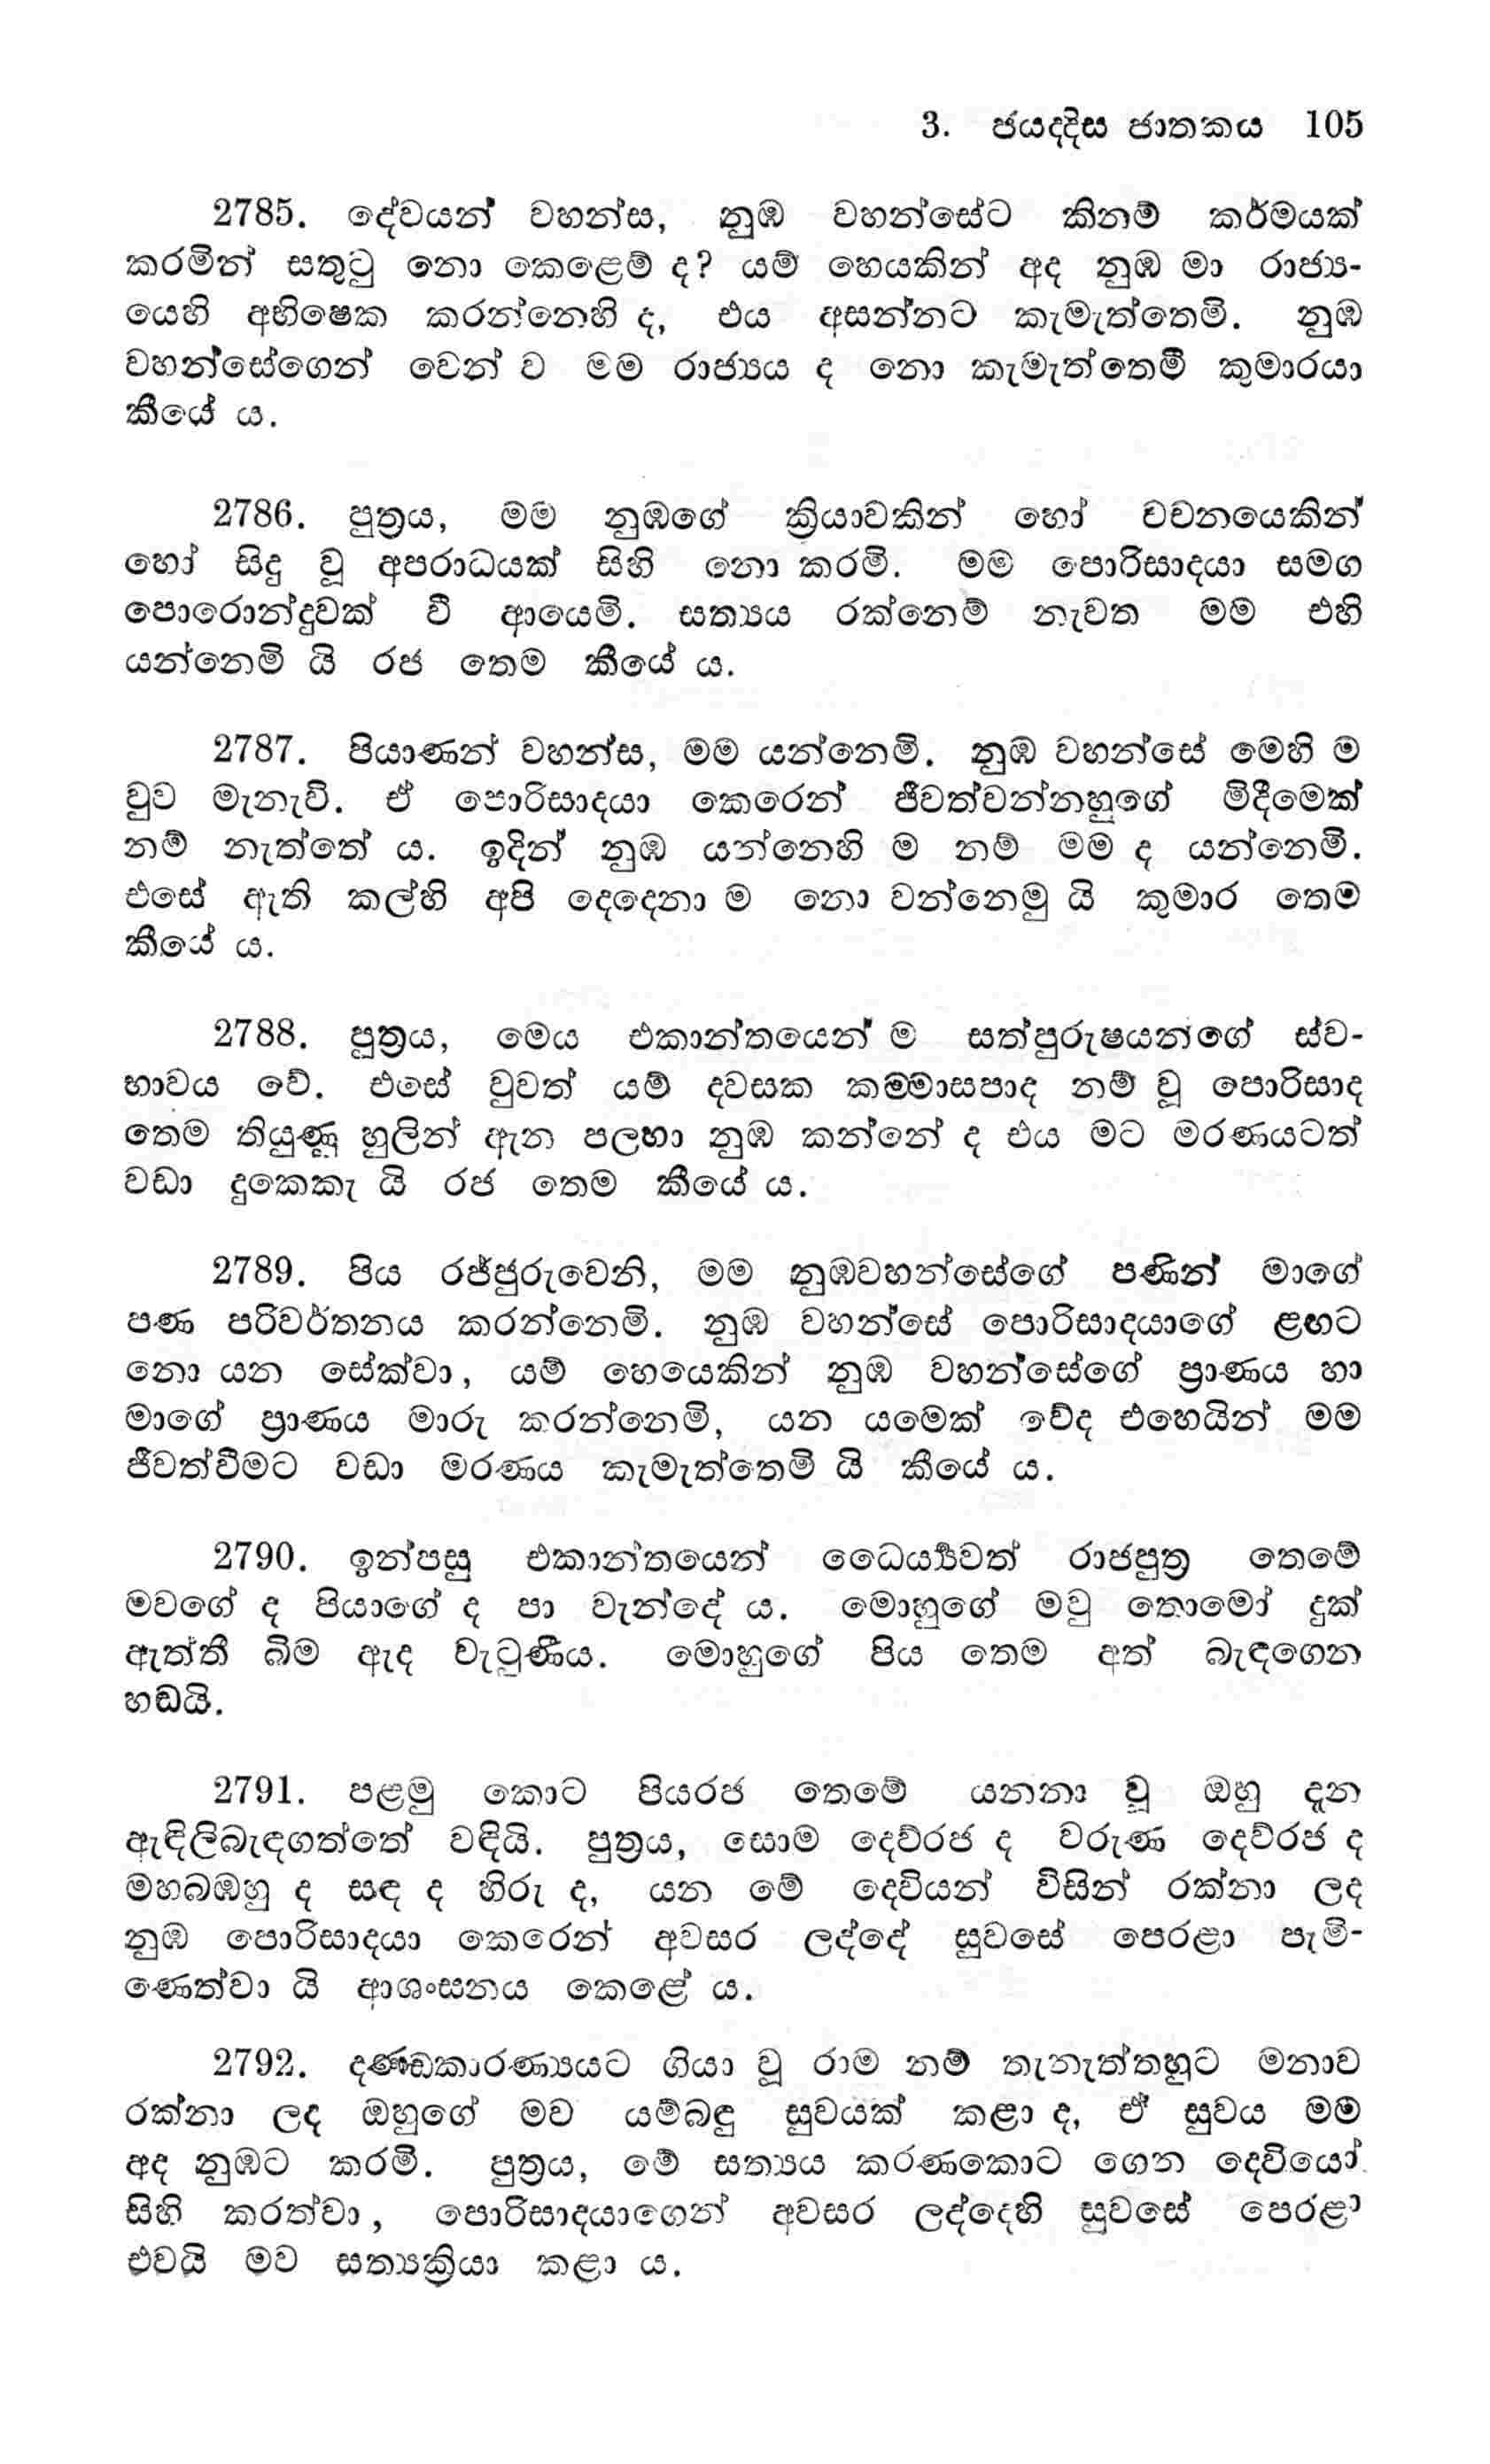 3. ජයද්දිස ජාතකය 105
2785. දේවයන් වහන්ස, නුඹ වහන්සේට කිනම් කර්මයක්
කරමින් සතුටු නො කෙළෙම් ද? යම් හෙයකින් අද නුඹ මා රාජ්‍ය-
යෙහි අභිෂෙක කරන්නෙහි ද, එය අසන්නට කැමැත්තෙමි. නුඹ
වහන්සේගෙන් වෙන් ව මම රාජ්‍යය ද නො කැමැත්තෙමි කුමාරයා
කීයේ ය.
2786. පුත්‍රය, මම නුඹගේ ක්‍රියාවකින් හෝ වචනයෙකින්
හෝ සිදු වූ අපරාධයක් සිහි නො කරමි. මම පොරිසාදයා සමග
පොරොන්දුවක් වී ආයෙමි. සත්‍යය රක්නෙම් නැවත මම එහි
යන්නෙමි යි රජ තෙම කීයේ ය.
2787. පියාණන් වහන්ස, මම යන්නෙමි. නුඹ වහන්සේ මෙහි ම
වුව මැනැවි. ඒ පොරිසාදයා කෙරෙන් ජීවත්වන්නහුගේ මිදීමෙක්
නම් නැත්තේ ය. ඉදින් නුඹ යන්නෙහි ම නම් මම ද යන්නෙමි.
එසේ ඇති කල්හි අපි දෙදෙනා ම නො වන්නෙමු යි කුමාර තෙම
කීයේ ය.
2788. පුත්‍රය, මෙය එකාන්තයෙන් ම සත්පුරුෂයන්ගේ ස්ව-
භාවය වේ. එසේ වුවත් යම් දවසක කම්මාසපාද නම් වූ පොරිසාද
තෙම තියුණු හුලින් ඇන පලහා නුඹ කන්නේ ද එය මට මරණයටත්
වඩා දුකෙකැ යි රජ තෙම කීයේ ය.
2789. පිය රජ්ජුරුවෙනි, මම නුඹවහන්සේගේ පණින් මාගේ
පණ පරිවර්තනය කරන්නෙමි. නුඹ වහන්සේ පොරිසාදයාගේ ළඟට
නො යන සේක්වා, යම් හෙයෙකින් නුඹ වහන්සේගේ ප්‍රාණය හා
මාගේ ප්‍රාණය මාරු කරන්නෙමි, යන යමෙක් වේද එහෙයින් මම
ජීවත්වීමට වඩා මරණය කැමැත්තෙමි යි කීයේ ය.
2790. ඉන්පසු එකාන්තයෙන් ධෛර්‍ය්‍යවත් රාජපුත්‍ර තෙමේ
මවගේ ද පියාගේ ද පා වැන්දේ ය. මොහුගේ මවු තොමෝ දුක්
ඇත්තී බිම ඇද වැටුණීය. මොහුගේ පිය තෙම අත් බැඳගෙන
හඬයි.
2791. පළමු කොට පියරජ තෙමේ යනනා වූ ඔහු දැන
ඇඳිලිබැඳගත්තේ වඳියි. පුත්‍රය, සොම දෙව්රජ ද වරුණ දෙව්රජ ද
මහබඹහු ද සඳ ද හිරු ද, යන මේ දෙවියන් විසින් රක්නා ලද
නුඹ පොරිසාදයා කෙරෙන් අවසර ලද්දේ සුවසේ පෙරළා පැමි-
ණෙත්වා යි ආශංසනය කෙළේ ය.
2792. දණ්ඩකාරණ්‍යයට ගියා වූ රාම නම් තැනැත්තහුට මනාව
රක්නා ලද ඔහුගේ මව යම්බඳු සුවයක් කළා ද, ඒ සුවය මම
අද නුඹට කරමි. පුත්‍රය, මේ සත්‍යය කරණකොට ගෙන දෙවියෝ
සිහි කරත්වා, පොරිසාදයාගෙන් අවසර ලද්දෙහි සුවසේ පෙරළා
එවයි මව සත්‍යක්‍රියා කළා ය.